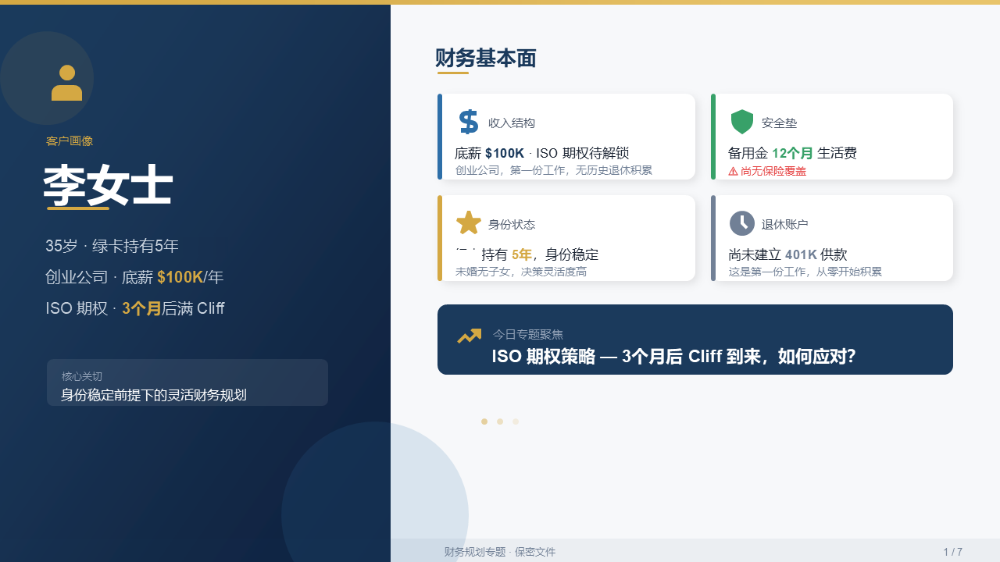 客户画像
李女士
35岁 · 绿卡持有5年
创业公司 · 底薪 $100K/年
ISO 期权 · 3个月后满 Cliff
核心关切
身份稳定前提下的灵活财务规划
财务基本面
收入结构
底薪 $100K · ISO 期权待解锁
创业公司，第一份工作，无历史退休积累
安全垫
备用金 12个月 生活费
⚠ 尚无保险覆盖
身份状态
持有 5年，身份稳定
未婚无子女，决策灵活度高
退休账户
尚未建立 401K 供款
这是第一份工作，从零开始积累
今日专题聚焦
ISO 期权策略 — 3个月后 Cliff 到来，如何应对？
财务规划专题 · 保密文件
1 / 7